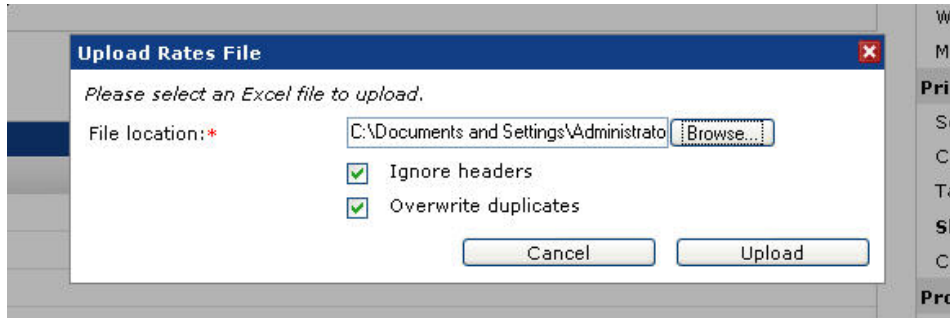 Upload Rates File
Please select an Excel file to upload.
File location:*
C:\Documents and Settings\Administrato
Browse...
Ignore headers
Overwrite duplicates
Cancel
Upload